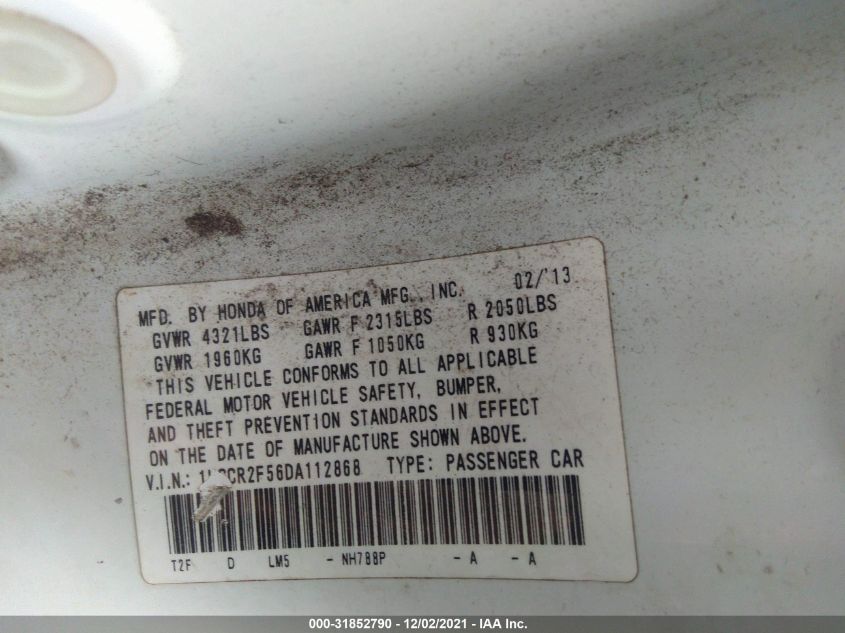 MFD. BY HONDA OF AMERICA MFG., INC. 02/'13
GVWR 4321LBS GAWR F 2315LBS R 2050LBS
GVWR 1960KG GAWR F 1050KG R 930KG
THIS VEHICLE CONFORMS TO ALL APPLICABLE
FEDERAL MOTOR VEHICLE SAFETY, BUMPER,
AND THEFT PREVENTION STANDARDS IN EFFECT
ON THE DATE OF MANUFACTURE SHOWN ABOVE.
V.I.N.: TYPE: PASSENGER CAR
T2F D LM5 - NH788P - A - A
000-31852790 - 12/02/2021 - IAA Inc.